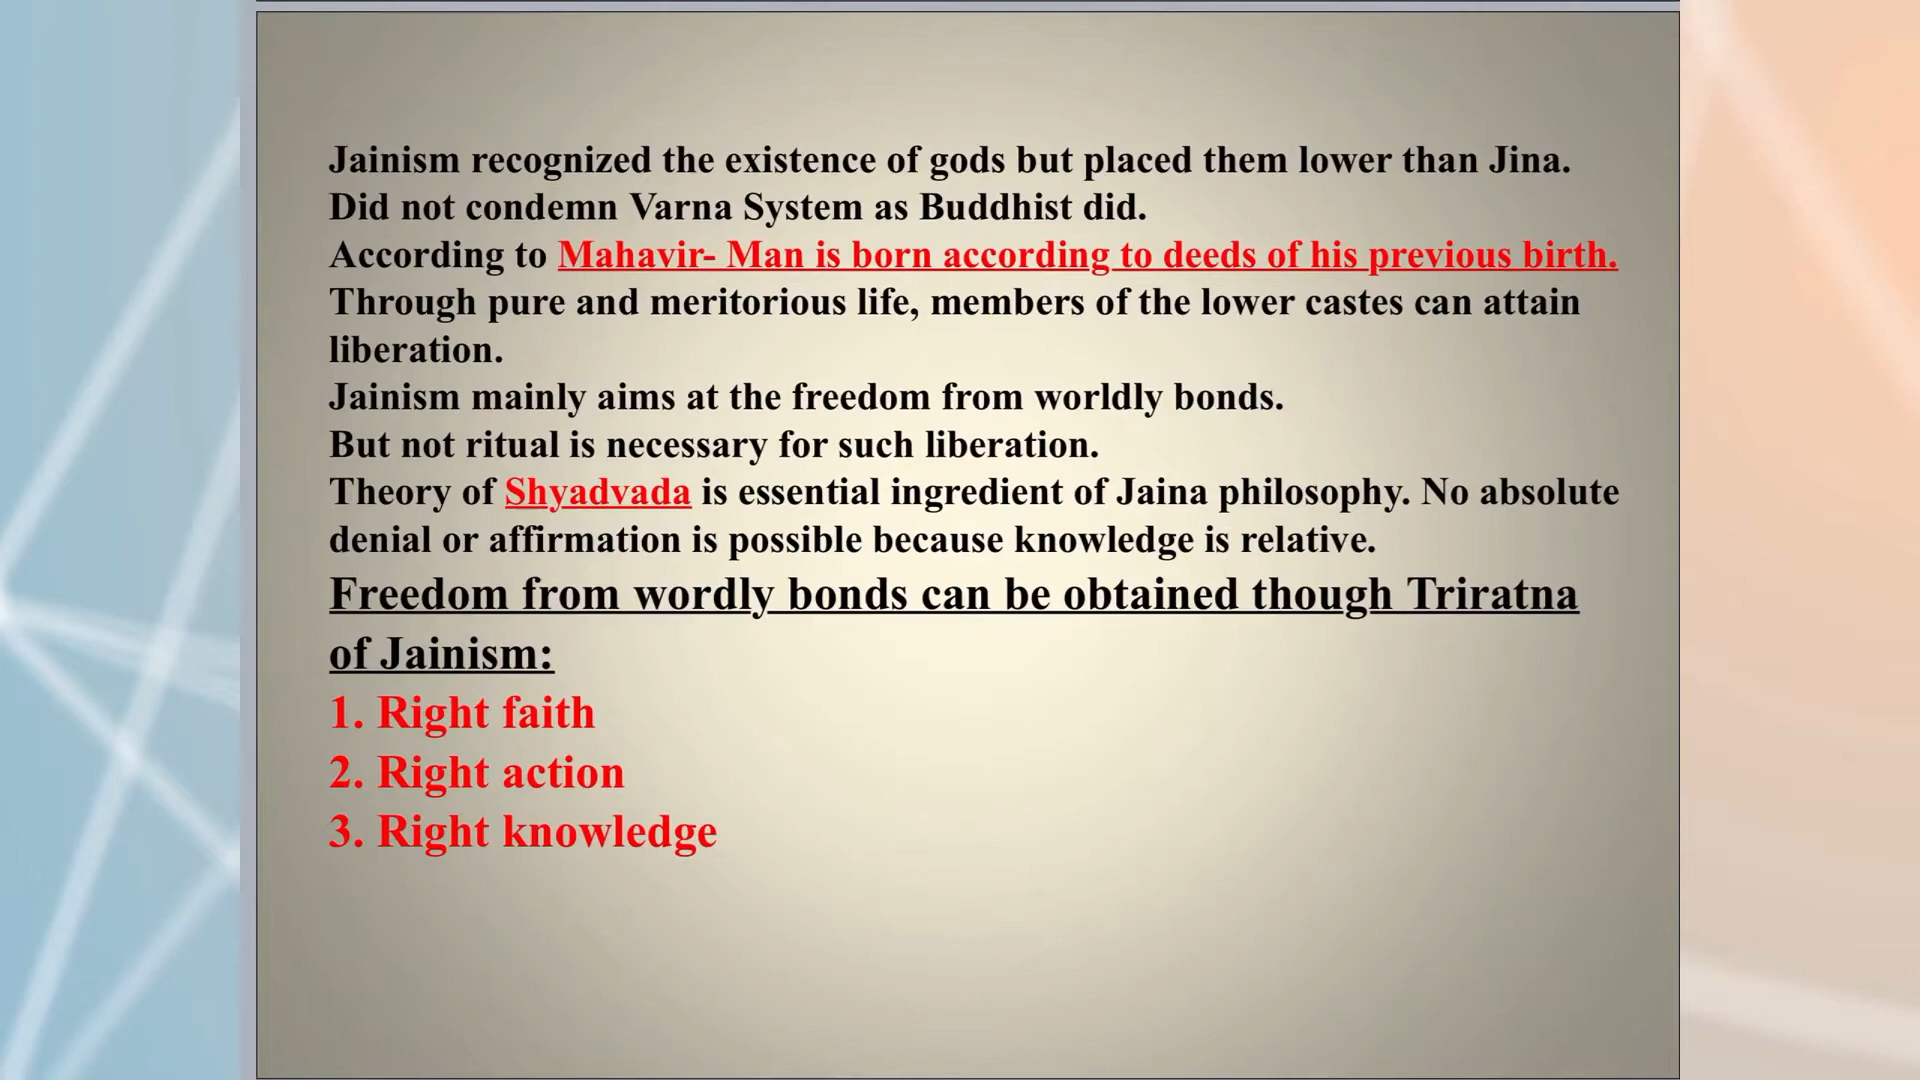 Jainism recognized the existence of gods but placed them lower than Jina.
Did not condemn Varna System as Buddhist did.
According to Mahavir- Man is born according to deeds of his previous birth.
Through pure and meritorious life, members of the lower castes can attain
liberation.
Jainism mainly aims at the freedom from worldly bonds.
But not ritual is necessary for such liberation.
Theory of Shyadvada is essential ingredient of Jaina philosophy. No absolute
denial or affirmation is possible because knowledge is relative.
Freedom from wordly bonds can be obtained though Triratna
of Jainism:
1. Right faith
2. Right action
3. Right knowledge